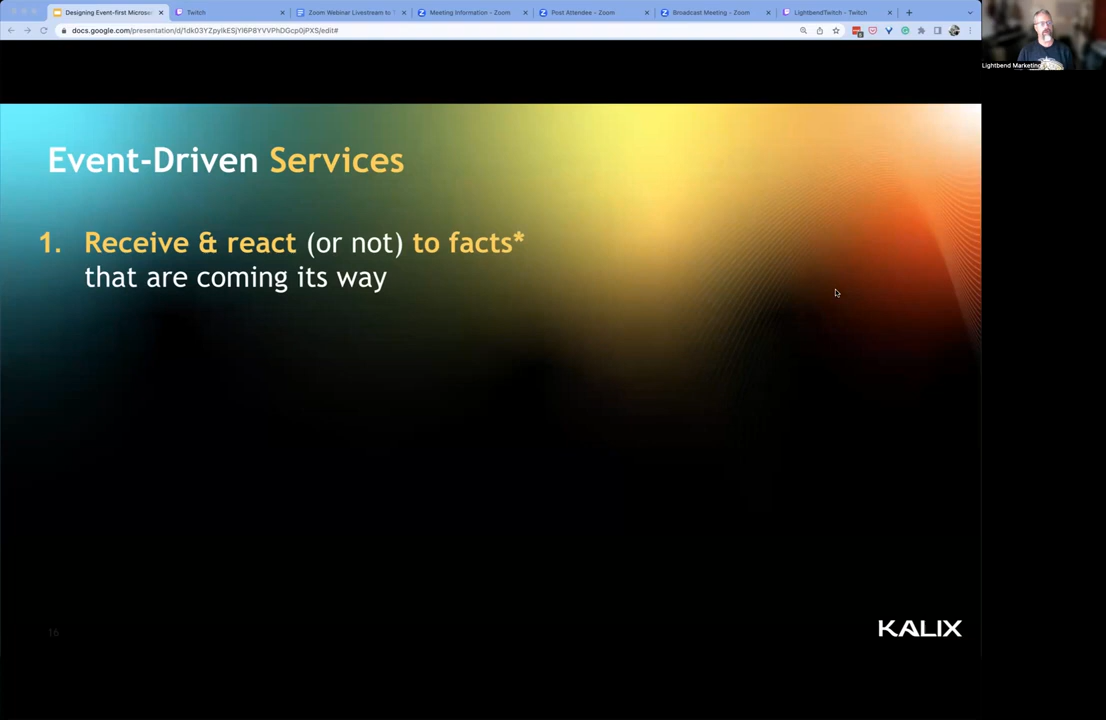 Designing Event-first Microse
Twitch
Zoom Webinar Livestream to
Meeting Information - Zoom
Post Attendee - Zoom
Broadcast Meeting - Zoom
LightbendTwitch - Twitch
Lightbend Marketing
Event-Driven Services
1. Receive & react (or not) to facts*
that are coming its way
16
KALIX